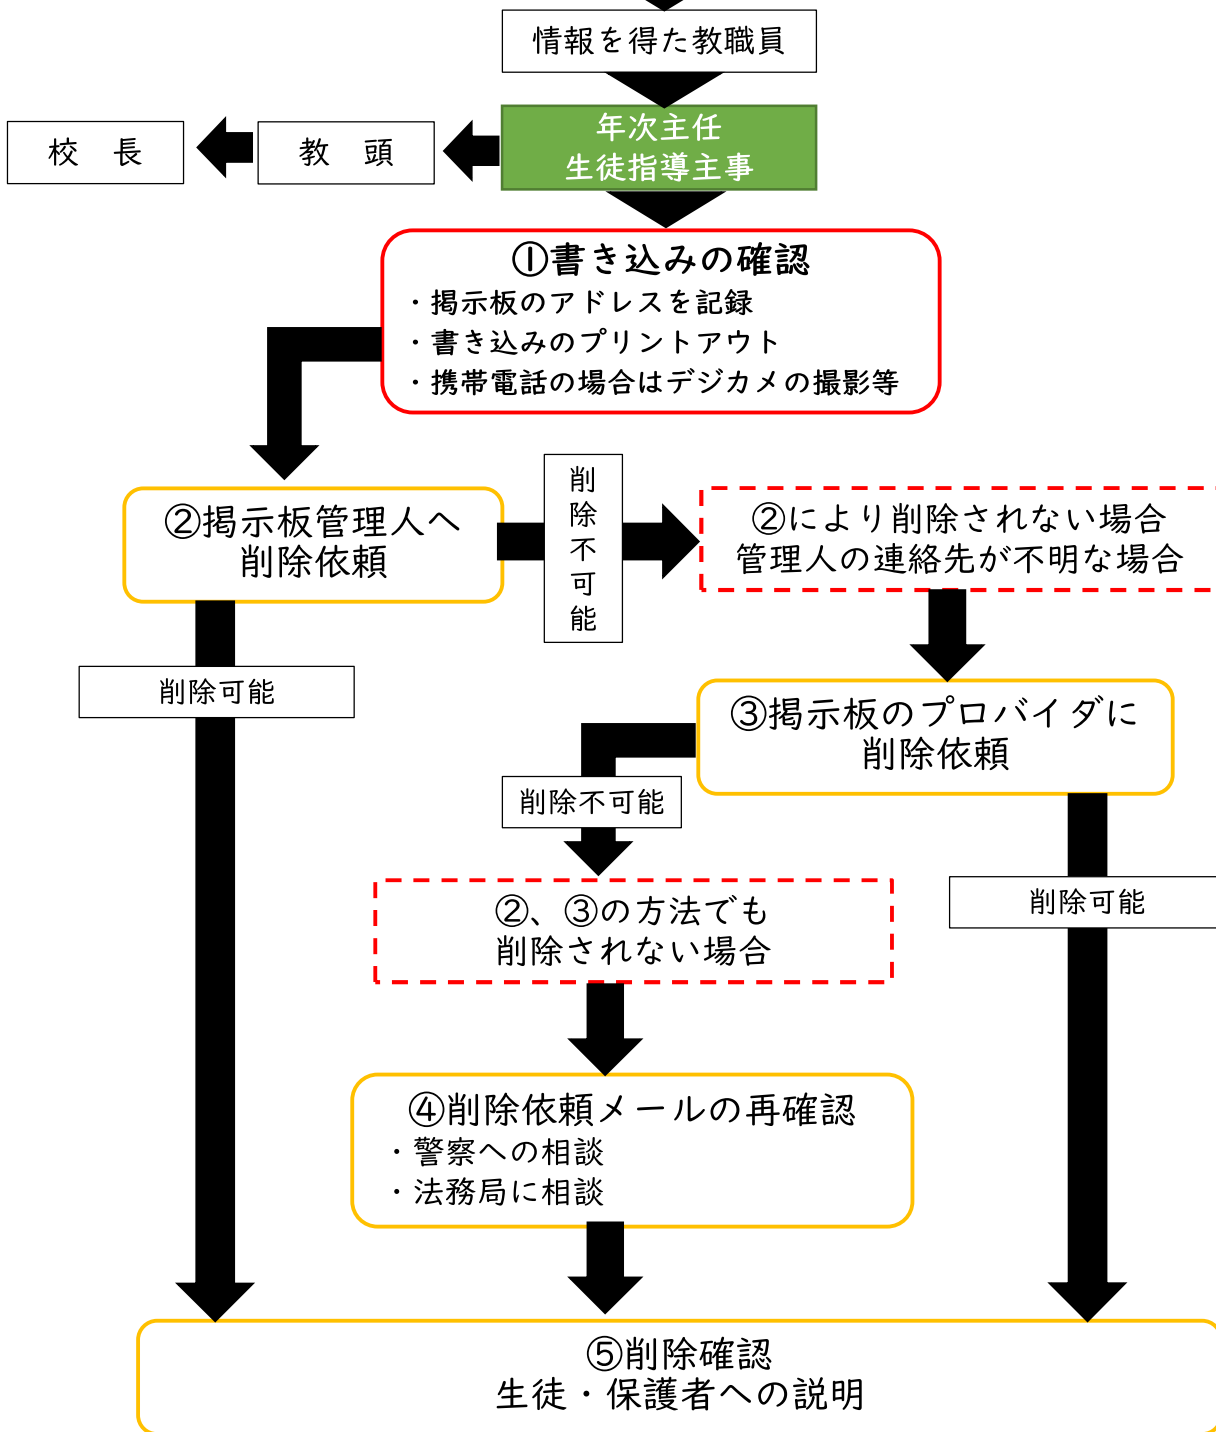 情報を得た教職員
年次主任
生徒指導主事
教　頭
校　長
①書き込みの確認
・掲示板のアドレスを記録
・書き込みのプリントアウト
・携帯電話の場合はデジカメの撮影等
②掲示板管理人へ
削除依頼
削除不可能
②により削除されない場合
管理人の連絡先が不明な場合
削除可能
③掲示板のプロバイダに
削除依頼
削除不可能
②、③の方法でも
削除されない場合
削除可能
④削除依頼メールの再確認
・警察への相談
・法務局に相談
⑤削除確認
生徒・保護者への説明